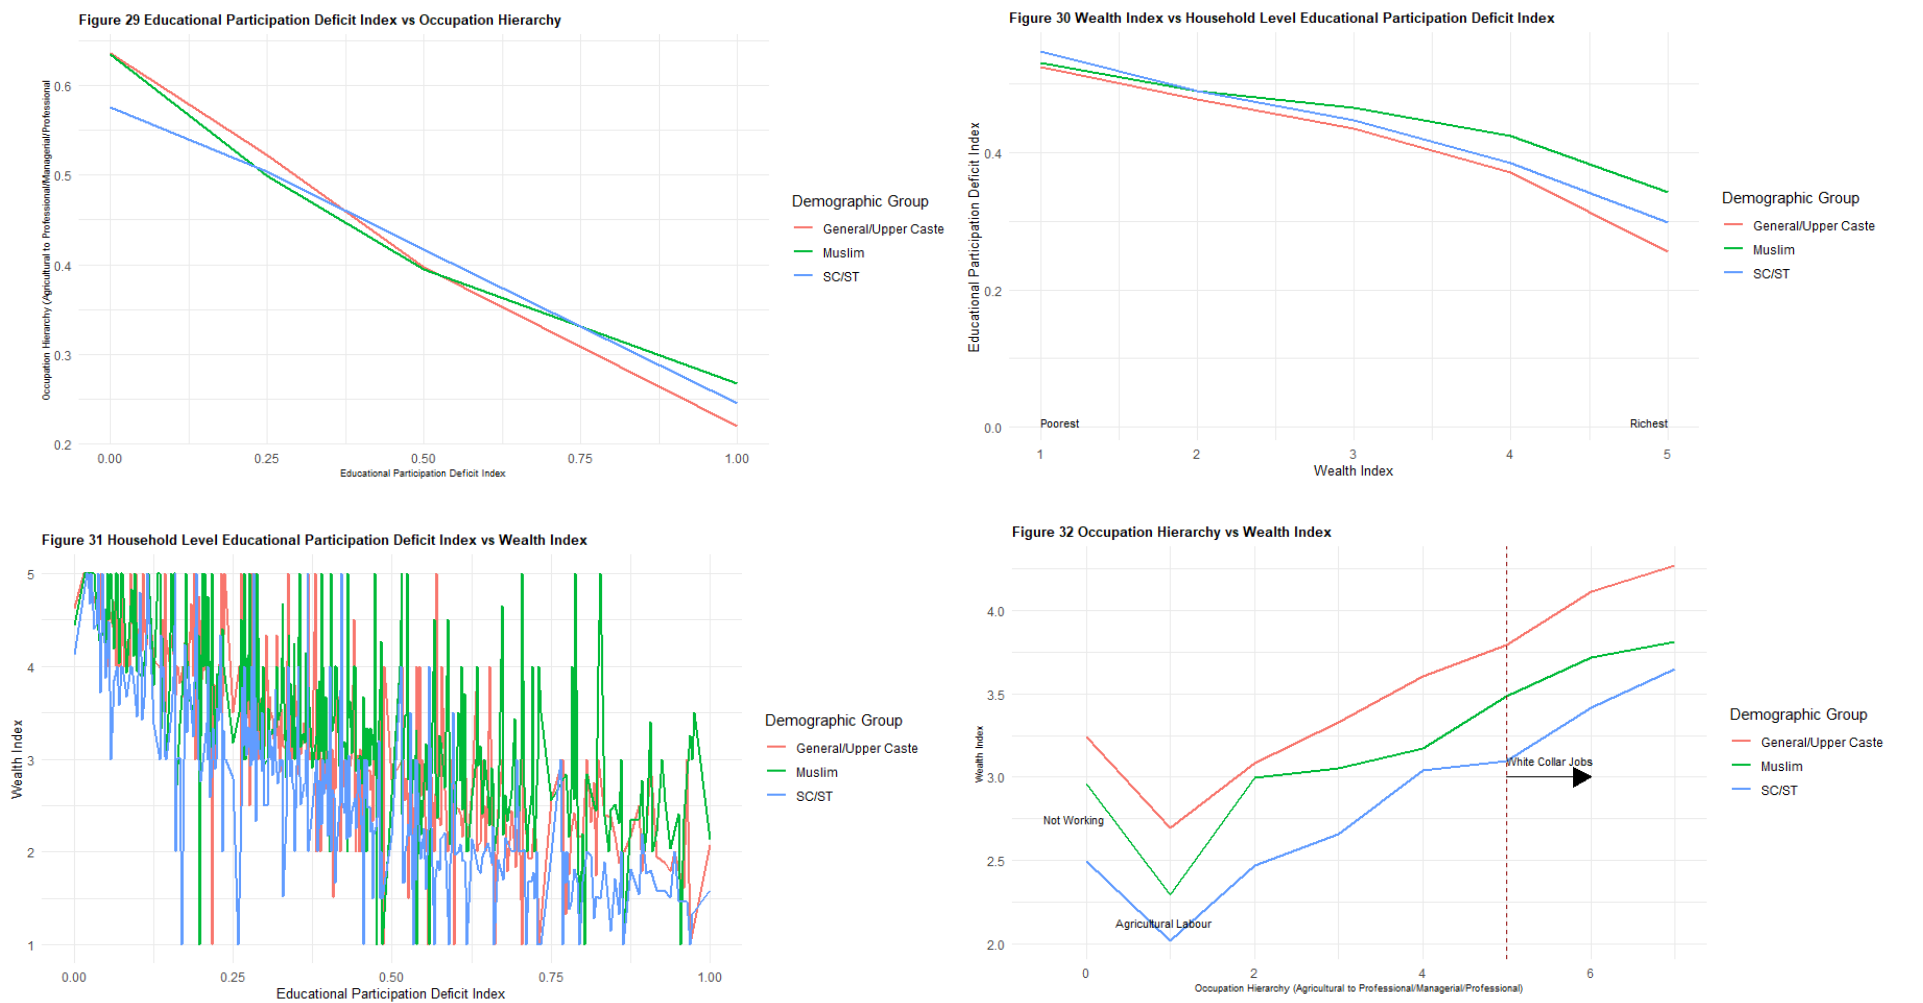 Figure 29 Educational Participation Deficit Index vs Occupation Hierarchy
Occupation Hierarchy (Agricultural to Professional/Managerial/Professional
0.6
0.5
0.4
0.3
0.2
0.00 0.25 0.50 0.75 1.00
Educational Participation Deficit Index
Demographic Group
General/Upper Caste
Muslim
SC/ST
Figure 30 Wealth Index vs Household Level Educational Participation Deficit Index
Educational Participation Deficit Index
0.4
0.2
0.0
Poorest Richest
1 2 3 4 5
Wealth Index
Demographic Group
General/Upper Caste
Muslim
SC/ST
Figure 31 Household Level Educational Participation Deficit Index vs Wealth Index
Wealth Index
5
4
3
2
1
0.00 0.25 0.50 0.75 1.00
Educational Participation Deficit Index
Demographic Group
General/Upper Caste
Muslim
SC/ST
Figure 32 Occupation Hierarchy vs Wealth Index
Wealth Index
4.0
3.5
3.0
2.5
2.0
White Collar Jobs
Not Working
Agricultural Labour
0 2 4 6
Occupation Hierarchy (Agricultural to Professional/Managerial/Professional)
Demographic Group
General/Upper Caste
Muslim
SC/ST